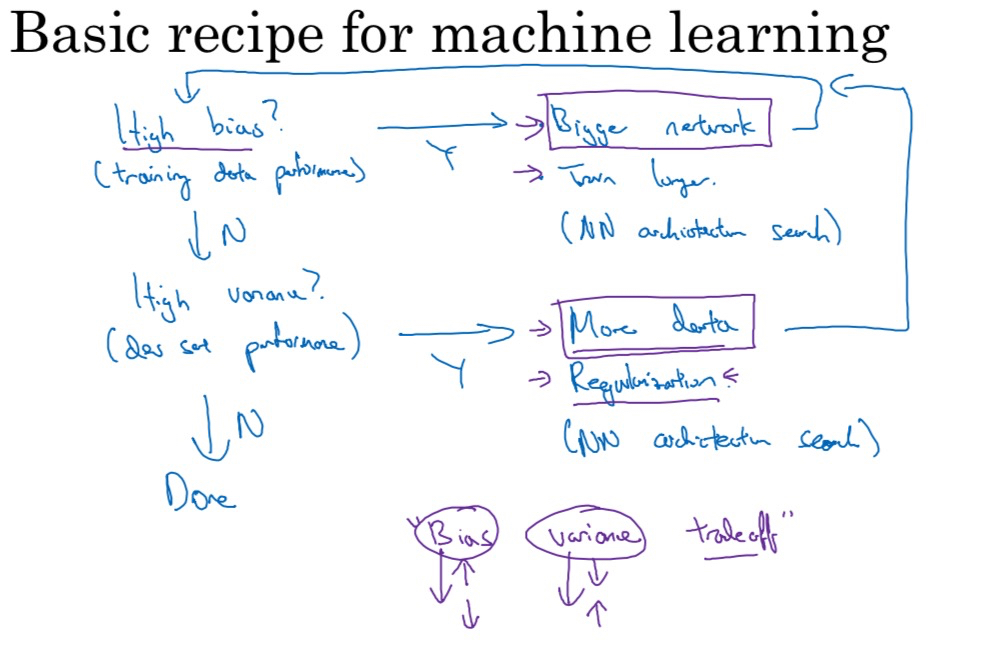 Basic recipe for machine learning
High bias?
(training data performance)
Y
Bigge network
Train longer.
(NN architecture search)
N
High variance?
(dev set performance)
Y
More data
Regularization
(NN architecture search)
N
Done
"Bias variance tradeoff"